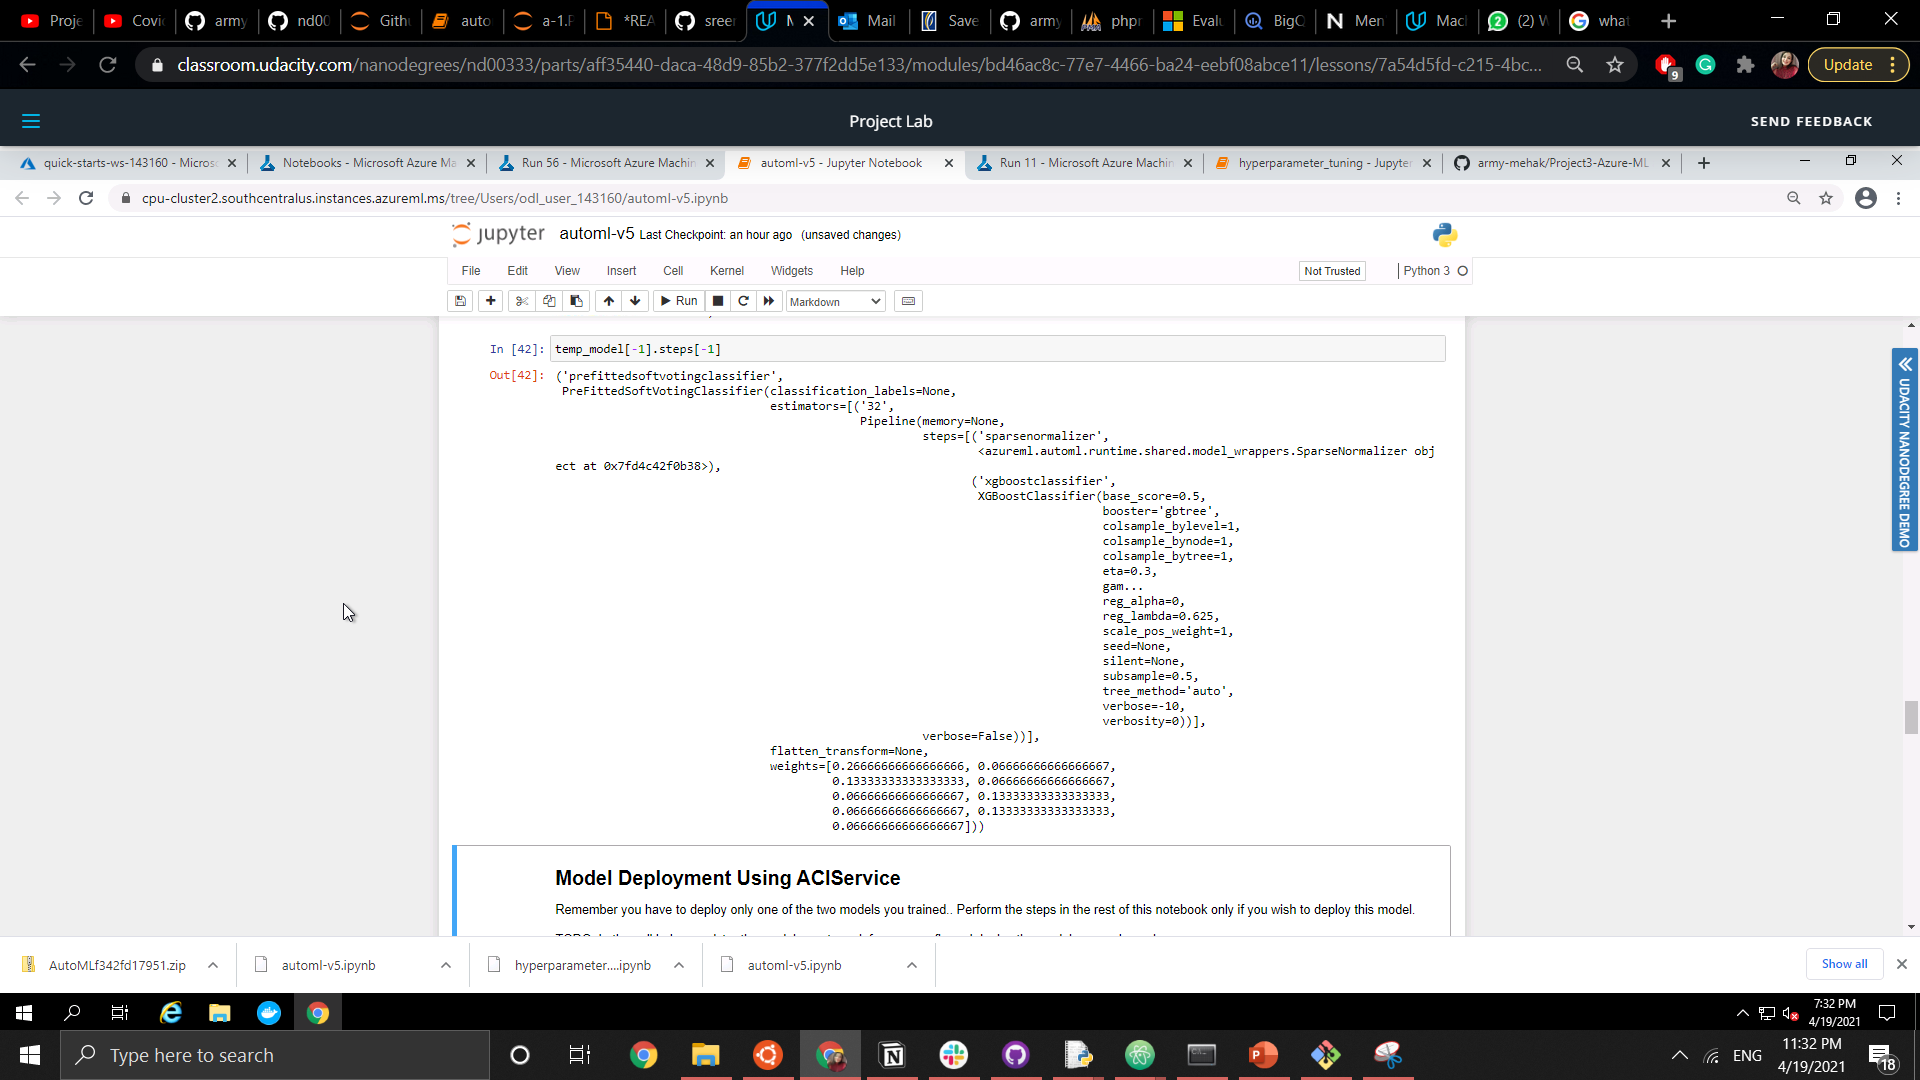 Proje
Covi
army
nd00
Gith
auto
a-1.F
*REA
sree
M
Mail
Save
army
phpr
Evalu
BigQ
Men
Mac
(2) W
what
classroom.udacity.com/nanodegrees/nd00333/parts/aff35440-daca-48d9-85b2-377f2dd5e133/modules/bd46ac8c-77e7-4466-ba24-eebf08abce11/lessons/7a54d5fd-c215-4bc...
9
Update
Project Lab
SEND FEEDBACK
quick-starts-ws-143160 - Micros
Notebooks - Microsoft Azure Ma
Run 56 - Microsoft Azure Machin
automl-v5 - Jupyter Notebook
Run 11 - Microsoft Azure Machin
hyperparameter_tuning - Jupyter
army-mehak/Project3-Azure-ML
cpu-cluster2.southcentralus.instances.azureml.ms/tree/Users/odl_user_143160/automl-v5.ipynb
jupyter automl-v5 Last Checkpoint: an hour ago (unsaved changes)
File Edit View Insert Cell Kernel Widgets Help
Not Trusted
Python 3
Run
Markdown
In [42]: temp_model[-1].steps[-1]
Out[42]: ('prefittedsoftvotingclassifier',
PreFittedSoftVotingClassifier(classification_labels=None,
estimators=[('32',
Pipeline(memory=None,
steps=[('sparsenormalizer',
<azureml.automl.runtime.shared.model_wrappers.SparseNormalizer obj
ect at 0x7fd4c42f0b38>),
('xgboostclassifier',
XGBoostClassifier(base_score=0.5,
booster='gbtree',
colsample_bylevel=1,
colsample_bynode=1,
colsample_bytree=1,
eta=0.3,
gam...
reg_alpha=0,
reg_lambda=0.625,
scale_pos_weight=1,
seed=None,
silent=None,
subsample=0.5,
tree_method='auto',
verbose=-10,
verbosity=0))],
verbose=False))],
flatten_transform=None,
weights=[0.26666666666666666, 0.06666666666666667,
0.13333333333333333, 0.06666666666666667,
0.06666666666666667, 0.13333333333333333,
0.06666666666666667, 0.13333333333333333,
0.06666666666666667]))
Model Deployment Using ACIService
Remember you have to deploy only one of the two models you trained.. Perform the steps in the rest of this notebook only if you wish to deploy this model.
UDACITY NANODEGREE DEMO
AutoMLf342fd17951.zip
automl-v5.ipynb
hyperparameter....ipynb
automl-v5.ipynb
Show all
7:32 PM
4/19/2021
Type here to search
ENG
11:32 PM
4/19/2021
18